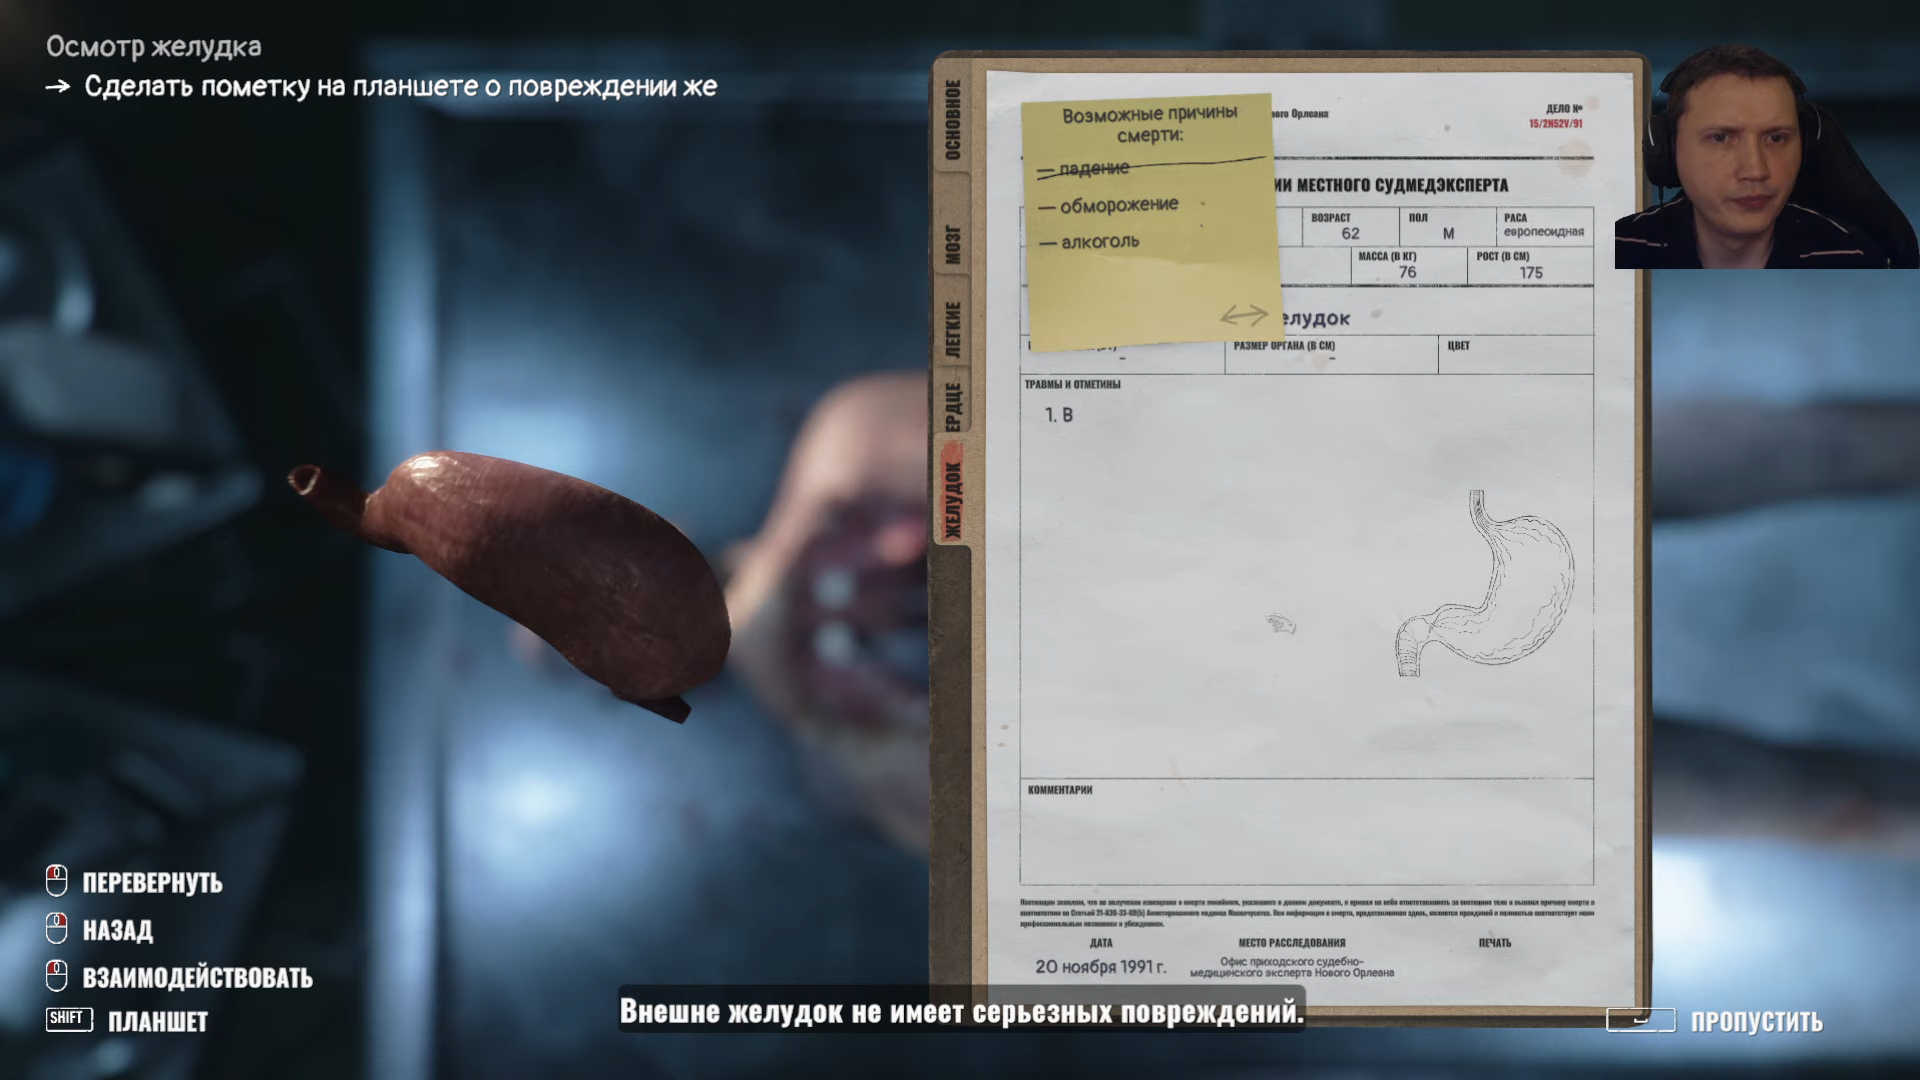 Осмотр желудка
→ Сделать пометку на планшете о повреждении же
ОСНОВНОЕ
МОЗГ
ЛЕГКИЕ
ЕРДЦЕ
ЖЕЛУДОК
Возможные причины
смерти:
— падение
— обморожение
— алкоголь
ого Орлеана
ДЕЛО №
15/2N52V/91
ИИ МЕСТНОГО СУДМЕДЭКСПЕРТА
ВОЗРАСТ
62
ПОЛ
М
РАСА
европеоидная
МАССА (В КГ)
76
РОСТ (В СМ)
175
елудок
РАЗМЕР ОРГАНА (В СМ)
–
ЦВЕТ
ТРАВМЫ И ОТМЕТИНЫ
1. В
КОММЕНТАРИИ
ДАТА
20 ноября 1991 г.
МЕСТО РАССЛЕДОВАНИЯ
Офис приходского судебно-
медицинского эксперта Нового Орлеана
ПЕЧАТЬ
ПЕРЕВЕРНУТЬ
НАЗАД
ВЗАИМОДЕЙСТВОВАТЬ
SHIFT ПЛАНШЕТ
Внешне желудок не имеет серьезных повреждений.
ПРОПУСТИТЬ